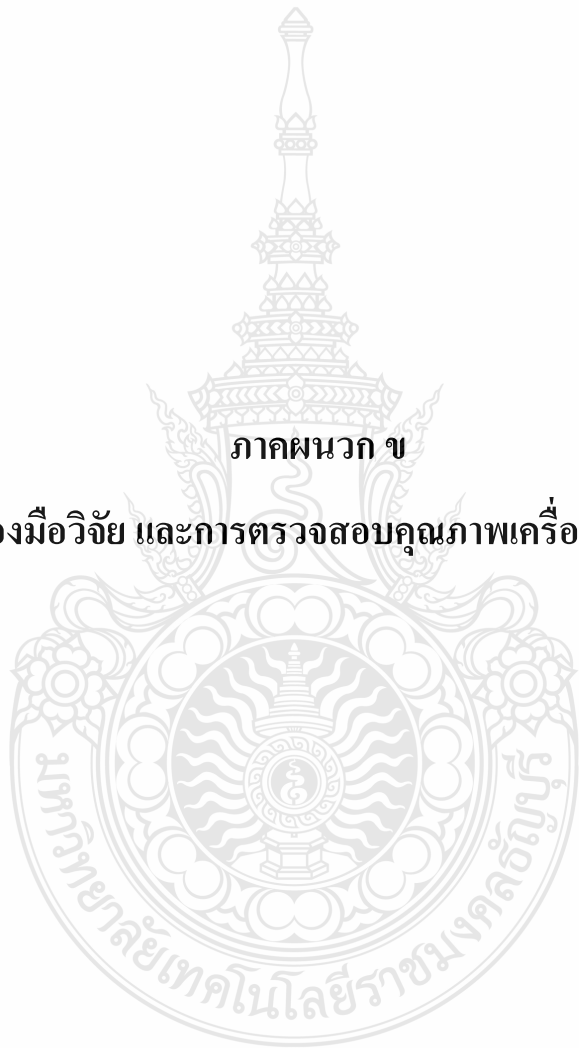 ภาคผนวก ข
องมือวิจัย และการตรวจสอบคุณภาพเครื่อ
มหาวิทยาลัยเทคโนโลยีราชมงคลธัญบุรี